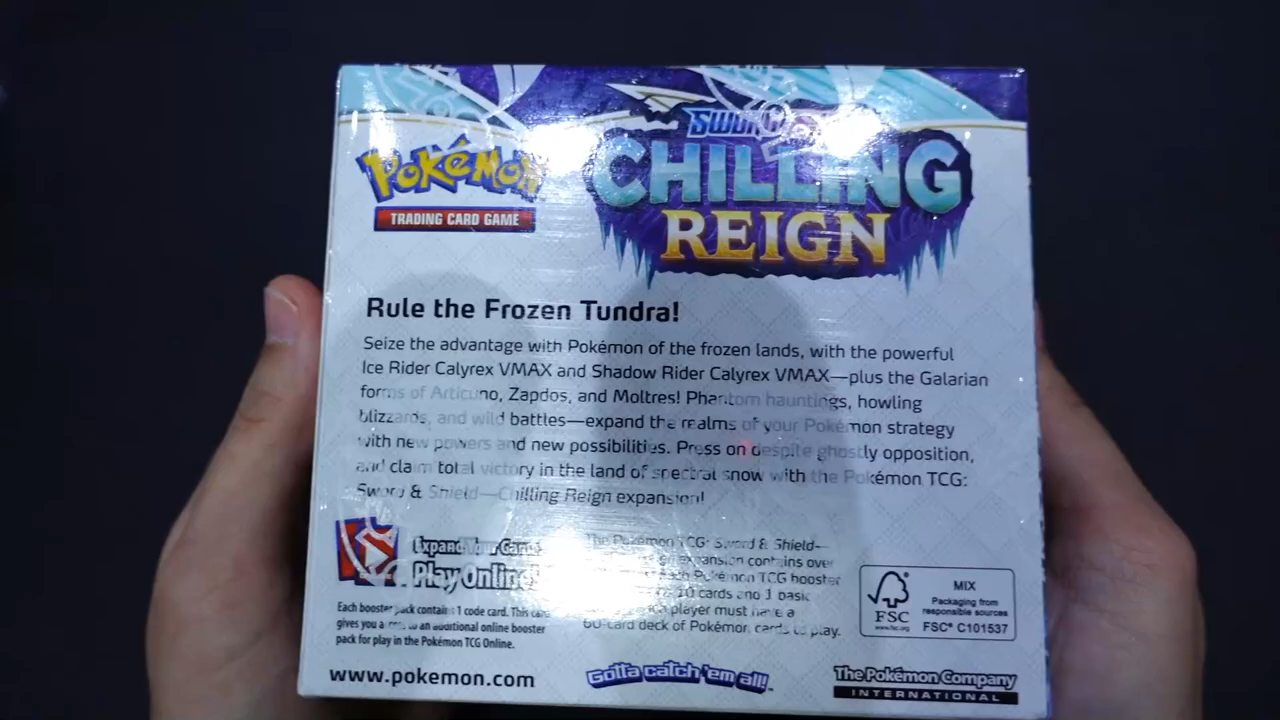 Pokémon
TRADING CARD GAME
CHILLING
REIGN
Rule the Frozen Tundra!
Seize the advantage with Pokémon of the frozen lands, with the powerful
Ice Rider Calyrex VMAX and Shadow Rider Calyrex VMAX—plus the Galarian
forms of Articuno, Zapdos, and Moltres! Phantom hauntings, howling
blizzards, and wild battles—expand the realms of your Pokémon strategy
with new powers and new possibilities. Press on despite ghostly opposition,
and claim total victory in the land of spectral snow with the Pokémon TCG:
Sword & Shield—Chilling Reign expansion!
Expand Your Game
Play Online!
Each booster pack contains 1 code card. This card
gives you a to an additional online booster
pack for play in the Pokémon TCG Online.
The Pokémon TCG: Sword & Shield—
expansion contains over
Pokémon TCG booster
10 cards and 1 basic
player must have a
60-card deck of Pokémon cards to play.
FSC
www.fsc.org
MIX
Packaging from
responsible sources
FSC® C101537
www.pokemon.com
Gotta catch 'em all!
The Pokémon Company
INTERNATIONAL